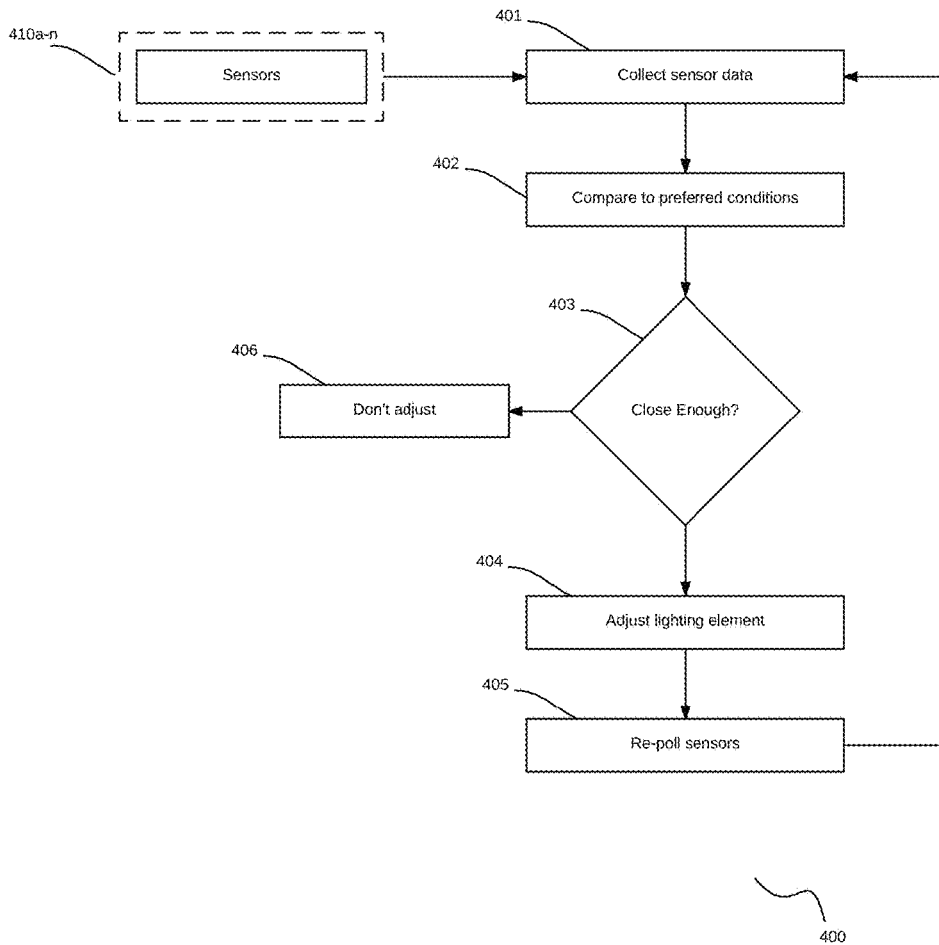 401
410a-n
Sensors
Collect sensor data
402
Compare to preferred conditions
403
406
Don't adjust
Close Enough?
404
Adjust lighting element
405
Re-poll sensors
400